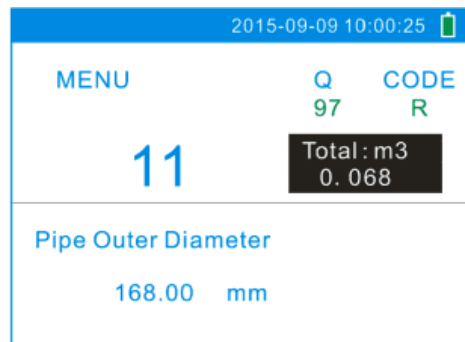 2015-09-09 10:00:25
MENU Q CODE
97 R
11 Total:m3
0.068
Pipe Outer Diameter
168.00 mm